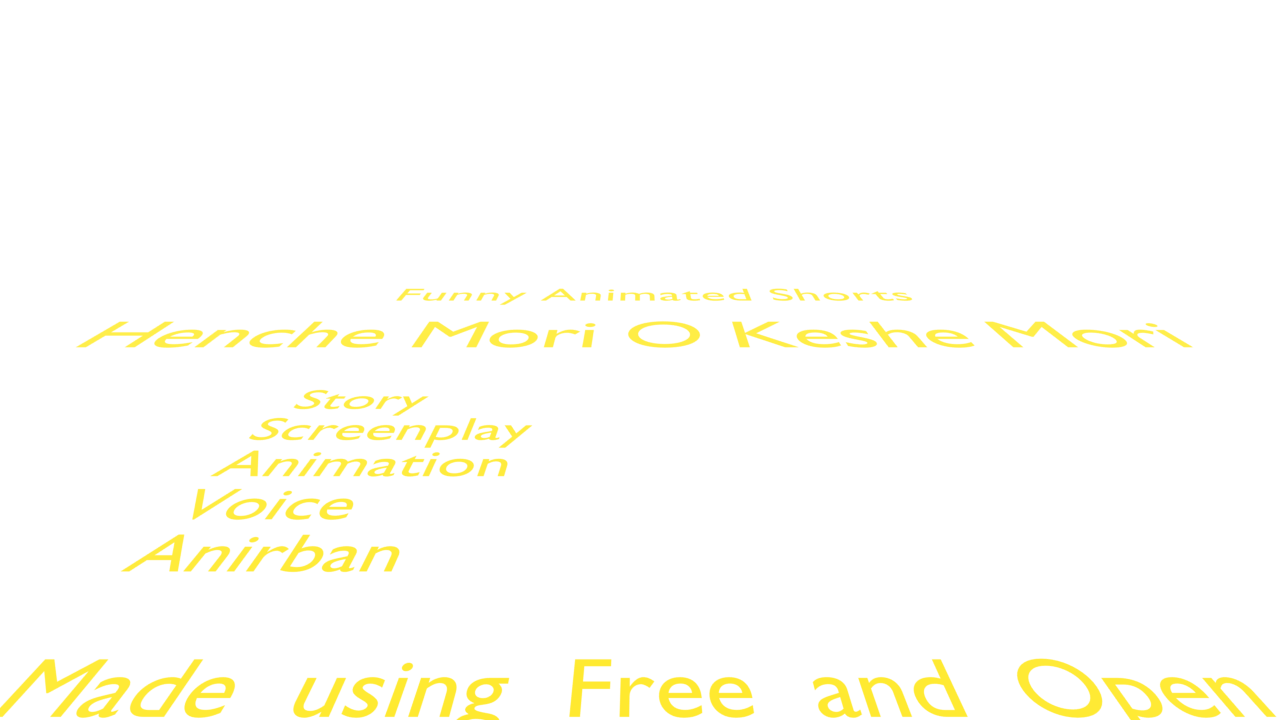 Funny Animated Shorts
Henche Mori O Keshe Mori
Story
Screenplay
Animation
Voice
Anirban
Made using Free and Open